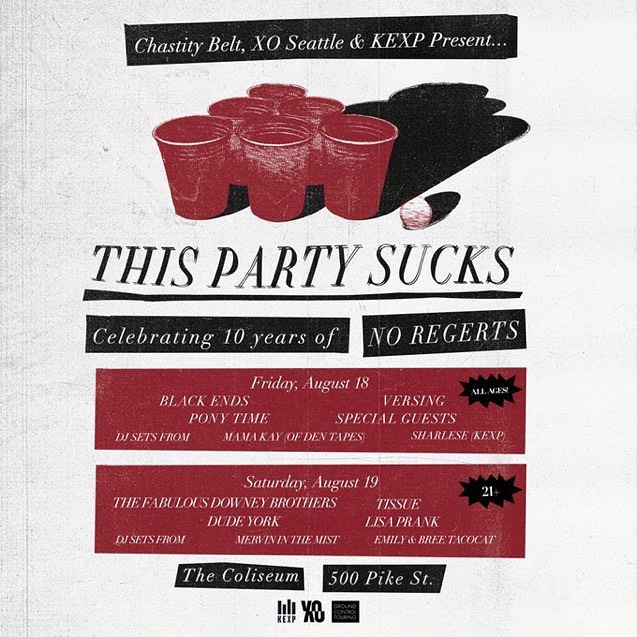 Chastity Belt, XO Seattle & KEXP Present...
THIS PARTY SUCKS
Celebrating 10 years of NO REGERTS
Friday, August 18
ALL AGES!
BLACK ENDS VERSING
PONY TIME SPECIAL GUESTS
DJ SETS FROM MAMA KAY (OF DEN TAPES) SHARLESE (KEXP)
Saturday, August 19
21+
THE FABULOUS DOWNEY BROTHERS TISSUE
DUDE YORK LISA PRANK
DJ SETS FROM MERVIN IN THE MIST EMILY & BREE TACOCAT
The Coliseum 500 Pike St.
KEXP XO GROUND CONTROL TOURING